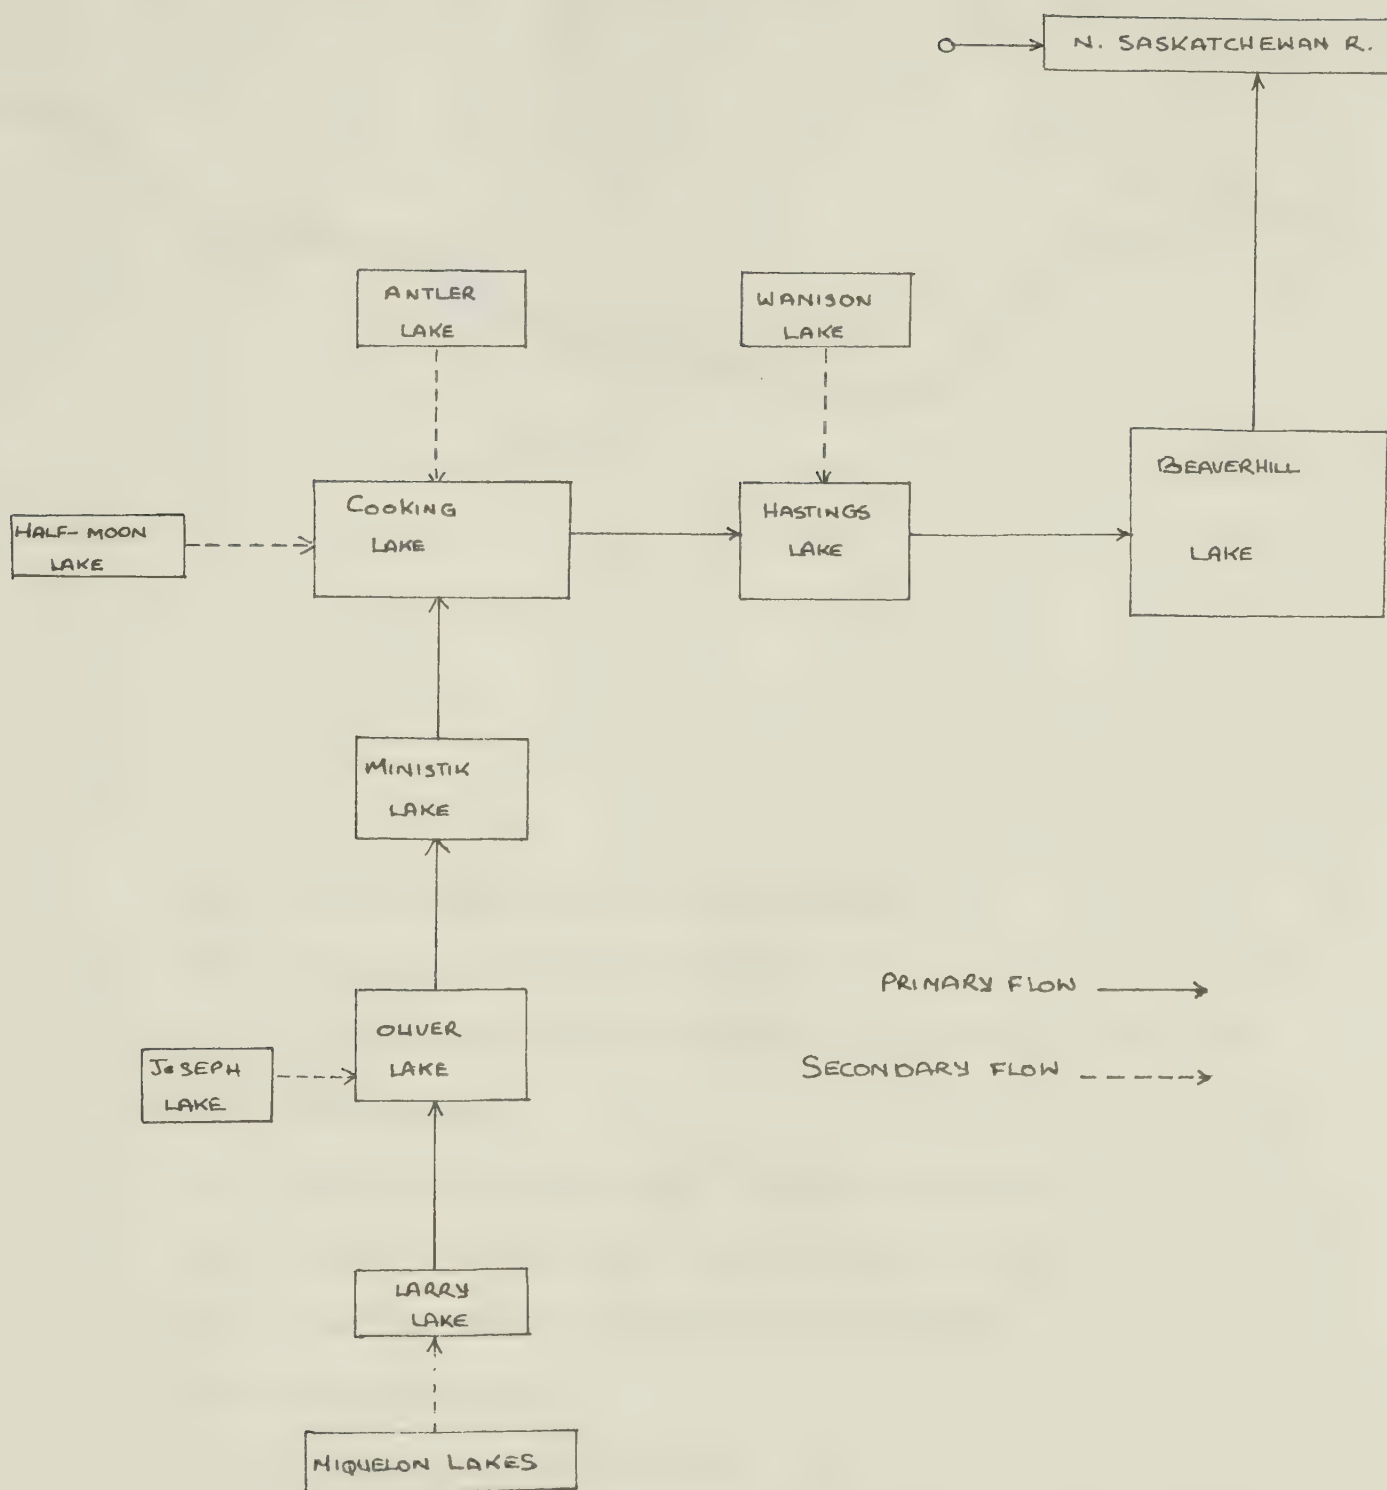 N. SASKATCHEWAN R.
ANTLER
LAKE
WANISON
LAKE
COOKING
LAKE
HASTINGS
LAKE
BEAVERHILL
LAKE
HALF-MOON
LAKE
MINISTIK
LAKE
PRIMARY FLOW
OLIVER
LAKE
JOSEPH
LAKE
SECONDARY FLOW
LARRY
LAKE
MIQUELON LAKES